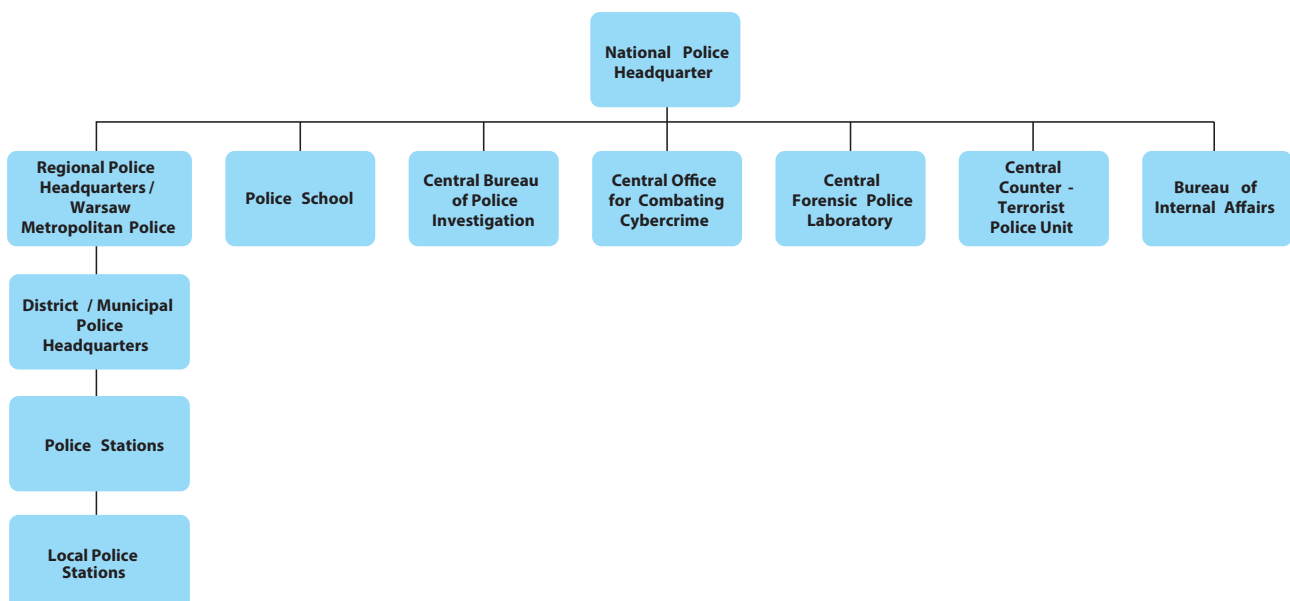 National Police
Headquarter
Regional Police
Headquarters /
Warsaw
Metropolitan Police
Police School
Central Bureau
of Police
Investigation
Central Office
for Combating
Cybercrime
Central
Forensic Police
Laboratory
Central
Counter -
Terrorist
Police Unit
Bureau of
Internal Affairs
District / Municipal
Police
Headquarters
Police Stations
Local Police
Stations